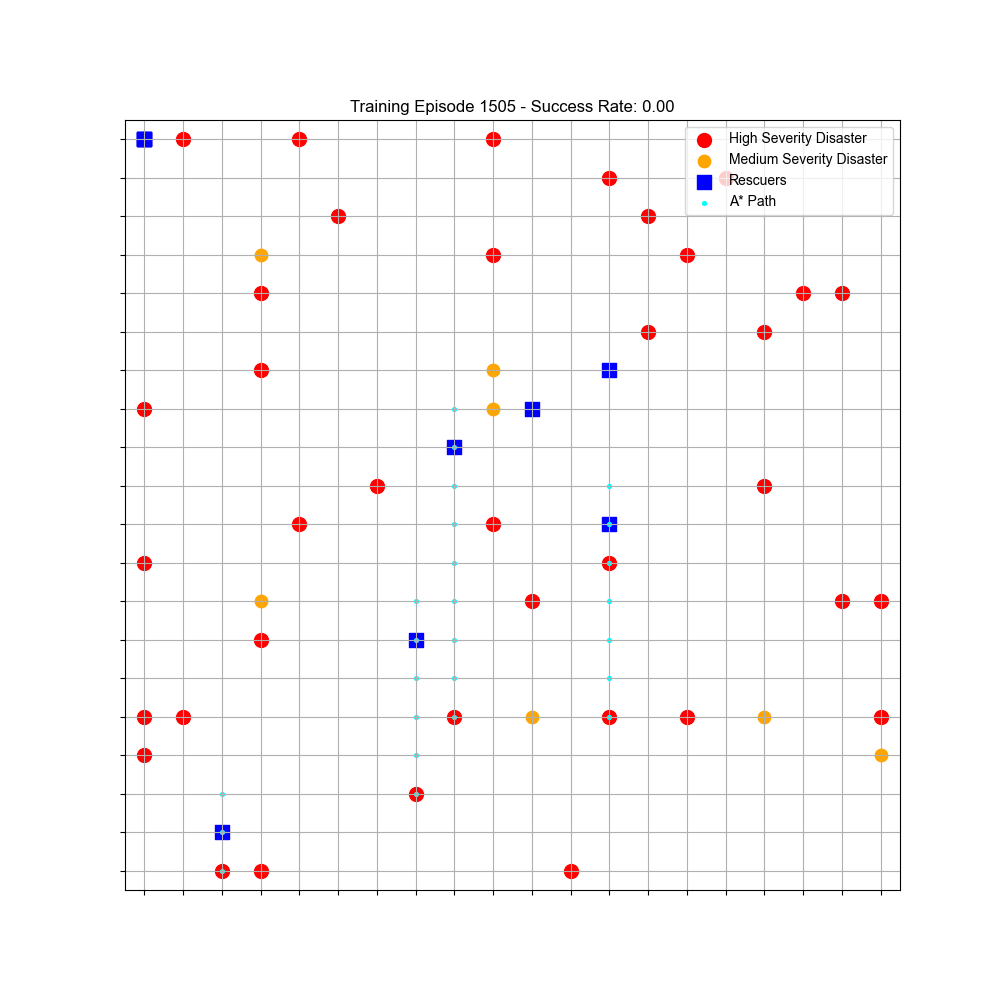 Training Episode 1505 - Success Rate: 0.00
High Severity Disaster
Medium Severity Disaster
Rescuers
A* Path